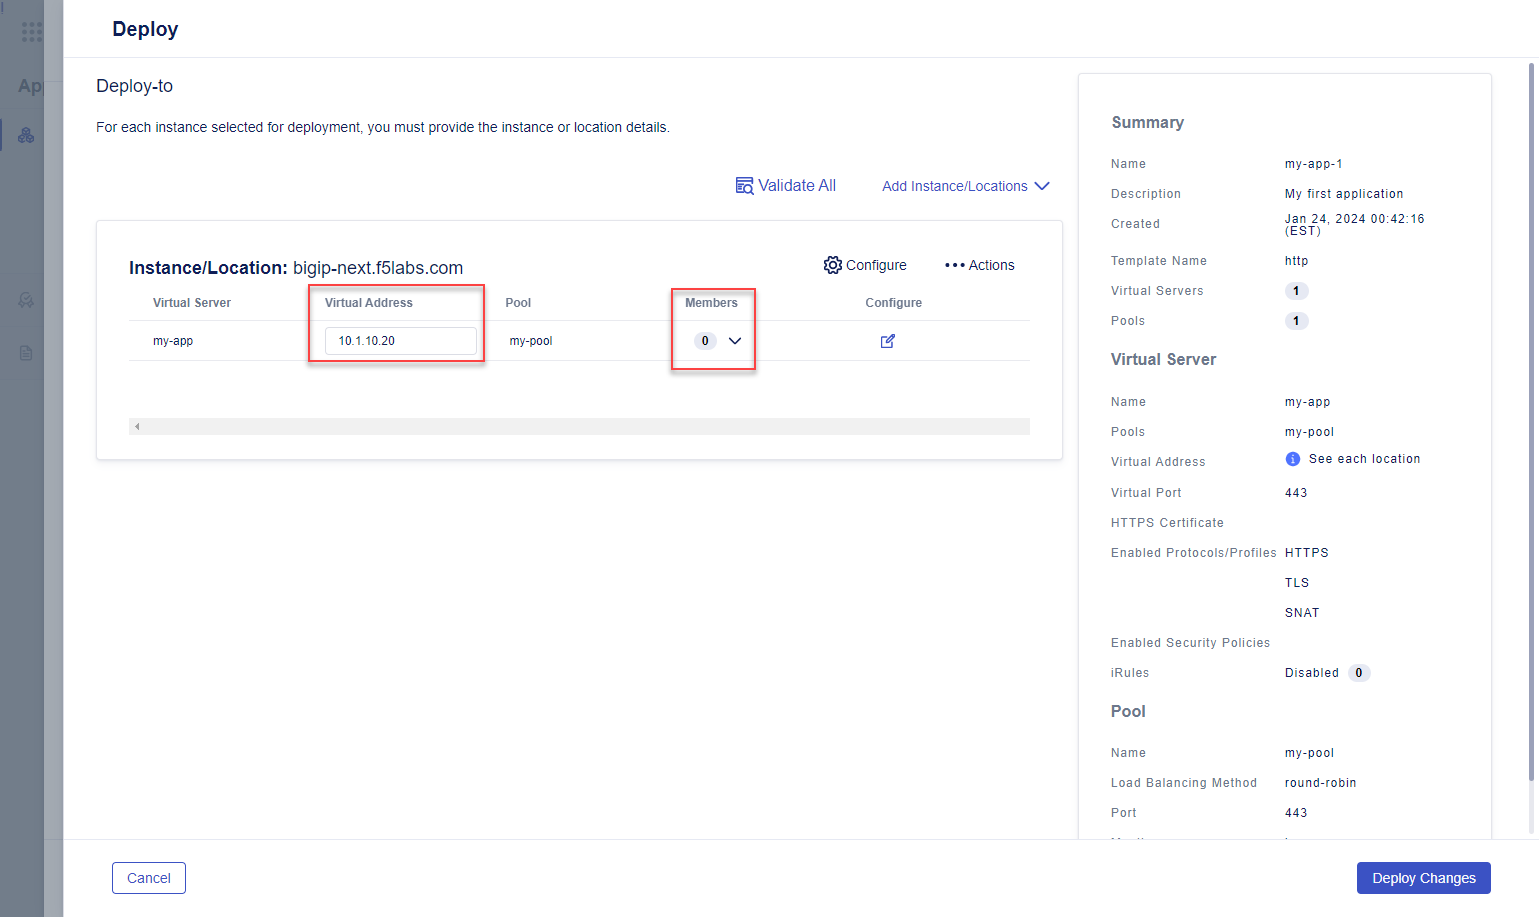 App
Deploy
Deploy-to
For each instance selected for deployment, you must provide the instance or location details.
Validate All
Add Instance/Locations
Instance/Location: bigip-next.f5labs.com
Configure
Actions
Virtual Server
Virtual Address
Pool
Members
Configure
my-app
10.1.10.20
my-pool
0
Summary
Name my-app-1
Description My first application
Created Jan 24, 2024 00:42:16
(EST)
Template Name http
Virtual Servers 1
Pools 1
Virtual Server
Name my-app
Pools my-pool
Virtual Address See each location
Virtual Port 443
HTTPS Certificate
Enabled Protocols/Profiles HTTPS
TLS
SNAT
Enabled Security Policies
iRules Disabled 0
Pool
Name my-pool
Load Balancing Method round-robin
Port 443
Cancel
Deploy Changes